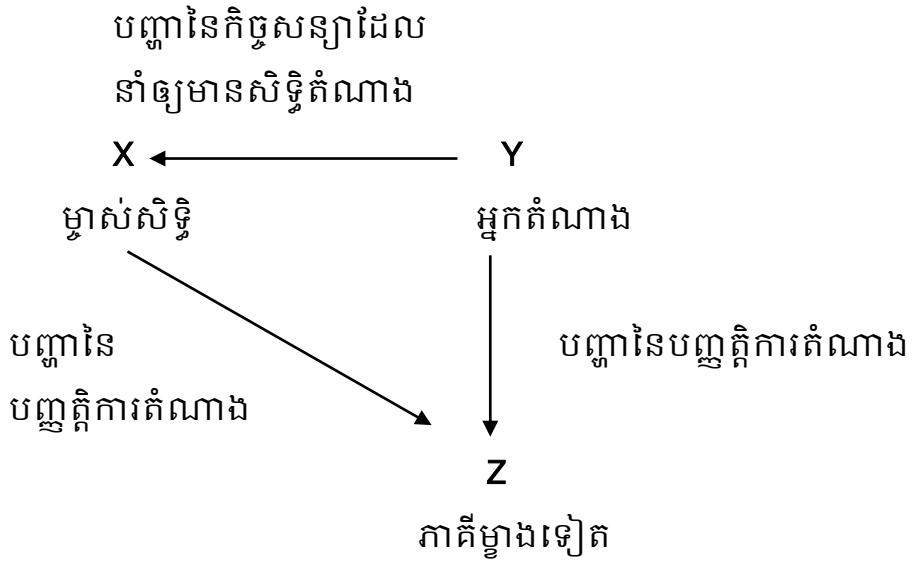 បញ្ហានៃកិច្ចសន្យាដែល
នាំឲ្យមានសិទ្ធិតំណាង
X Y
ម្ចាស់សិទ្ធិ អ្នកតំណាង
បញ្ហានៃ បញ្ហានៃបញ្ញត្តិការតំណាង
បញ្ញត្តិការតំណាង
Z
ភាគីម្ខាងទៀត